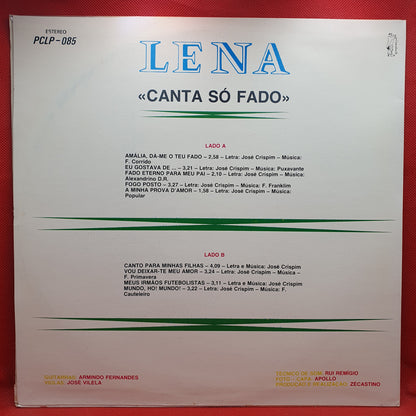 ESTEREO
PCLP-085
LENA
«CANTA SÓ FADO»
LADO A
AMÁLIA, DÁ-ME O TEU FADO – 2,58 – Letra: José Crispim – Música:
F. Corrido
EU GOSTAVA DE ... – 3,21 – Letra: José Crispim – Música: Puxavante
FADO ETERNO PARA MEU PAI – 2,10 – Letra: José Crispim – Música:
Alexandrino D.R.
FOGO POSTO – 3,27 – Letra: José Crispim – Música: F. Franklim
A MINHA PROVA D'AMOR – 1,58 – Letra: José Crispim – Música:
Popular
LADO B
CANTO PARA MINHAS FILHAS – 4,09 – Letra e Música: José Crispim
VOU DEIXAR-TE MEU AMOR – 3,24 – Letra: José Crispim – Música –
F. Primavera
MEUS IRMÃOS FUTEBOLISTAS – 3,11 – Letra e Música: José Crispim
MUNDO, HO! MUNDO! – 3,22 – Letra: José Crispim – Música: F.
Cauteleiro
GUITARRAS: ARMINDO FERNANDES
VIOLAS: JOSÉ VILELA
TÉCNICO DE SOM: RUI REMÍGIO
FOTO – CAPA: APOLLO
PRODUÇÃO E REALIZAÇÃO: ZÉCASTINO